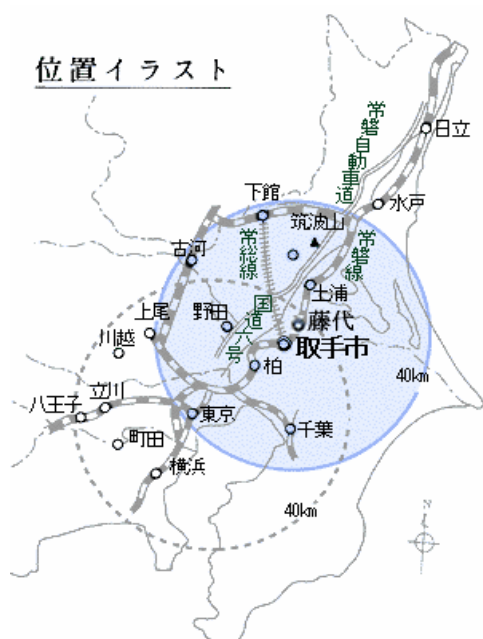 位置イラスト
常磐自動車道
日立
水戸
下館
筑波山
常総線
常磐線
古河
土浦
国道六号
上尾
野田
藤代
川越
取手市
柏
40km
立川
八王子
東京
千葉
町田
横浜
40km
N